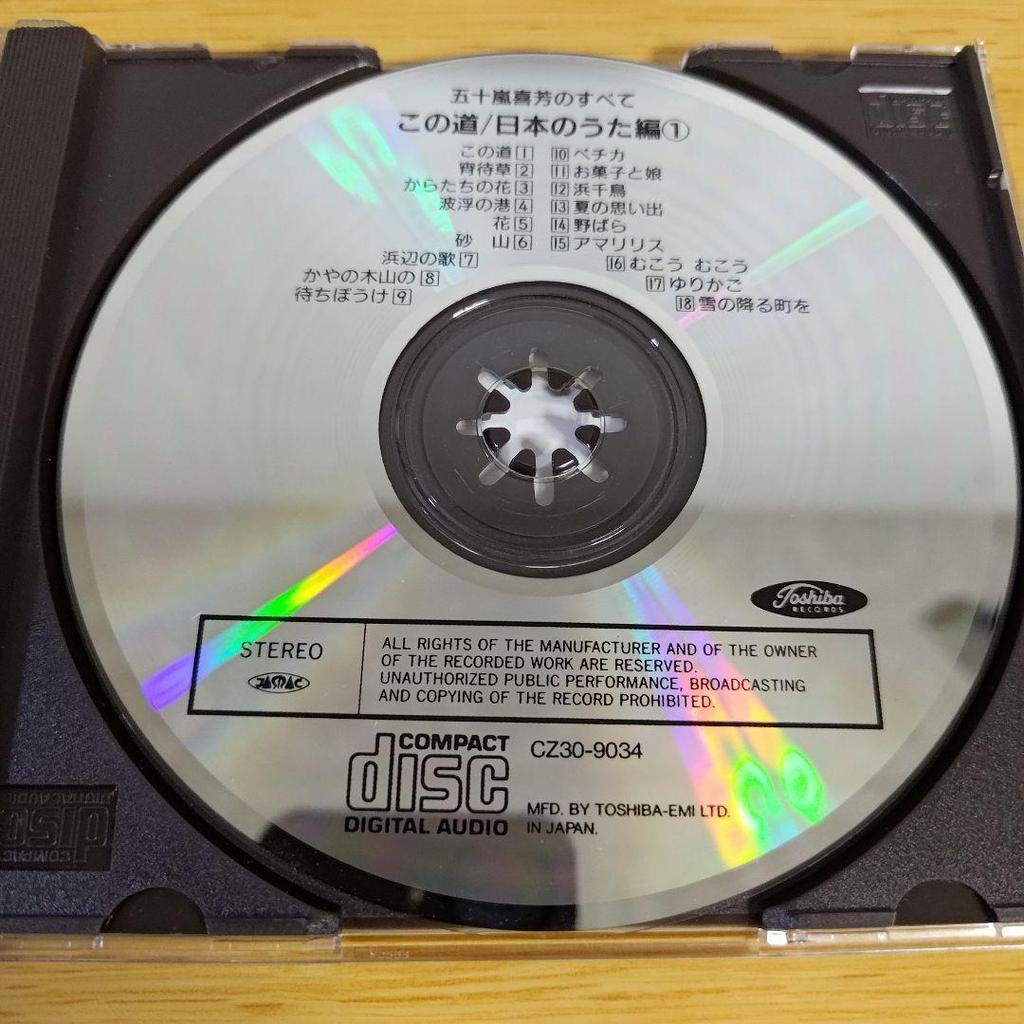 五十嵐喜芳のすべて
この道/日本のうた編①
この道 1
宵待草 2
からたちの花 3
波浮の港 4
花 5
砂 山 6
浜辺の歌 7
かやの木山の 8
待ちぼうけ 9
10 ペチカ
11 お菓子と娘
12 浜千鳥
13 夏の思い出
14 野ばら
15 アマリリス
16 むこう むこう
17 ゆりかご
18 雪の降る町を
Toshiba
RECORDS
STEREO
JASRAC
ALL RIGHTS OF THE MANUFACTURER AND OF THE OWNER
OF THE RECORDED WORK ARE RESERVED.
UNAUTHORIZED PUBLIC PERFORMANCE, BROADCASTING
AND COPYING OF THE RECORD PROHIBITED.
COMPACT
disc
DIGITAL AUDIO
CZ30-9034
MFD. BY TOSHIBA-EMI LTD.
IN JAPAN.
DIGITAL AUDIO
disc
COMPACT